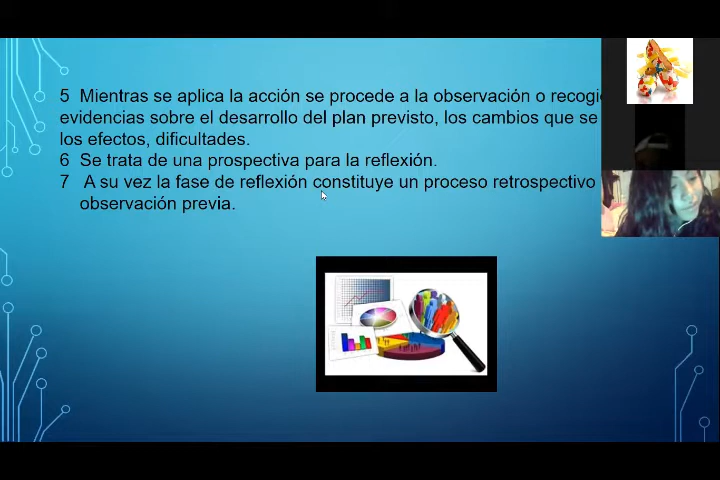 5 Mientras se aplica la acción se procede a la observación o
evidencias sobre el desarrollo del plan previsto, los cambios que se
los efectos, dificultades.
6 Se trata de una prospectiva para la reflexión.
7 A su vez la fase de reflexión constituye un proceso retrospectivo
observación previa.